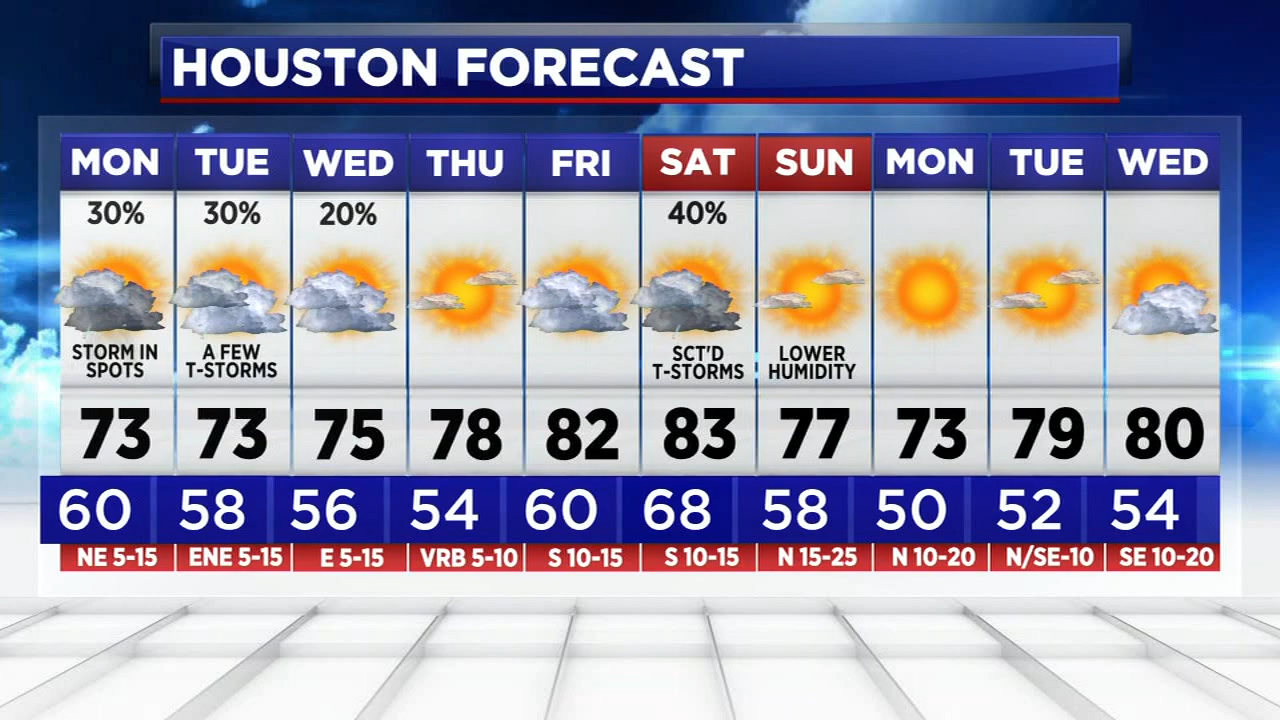 HOUSTON FORECAST
MON TUE WED THU FRI SAT SUN MON TUE WED
30% 30% 20% 40%
STORM IN A FEW SCT'D LOWER
SPOTS T-STORMS T-STORMS HUMIDITY
73 73 75 78 82 83 77 73 79 80
60 58 56 54 60 68 58 50 52 54
NE 5-15 ENE 5-15 E 5-15 VRB 5-10 S 10-15 S 10-15 N 15-25 N 10-20 N/SE-10 SE 10-20